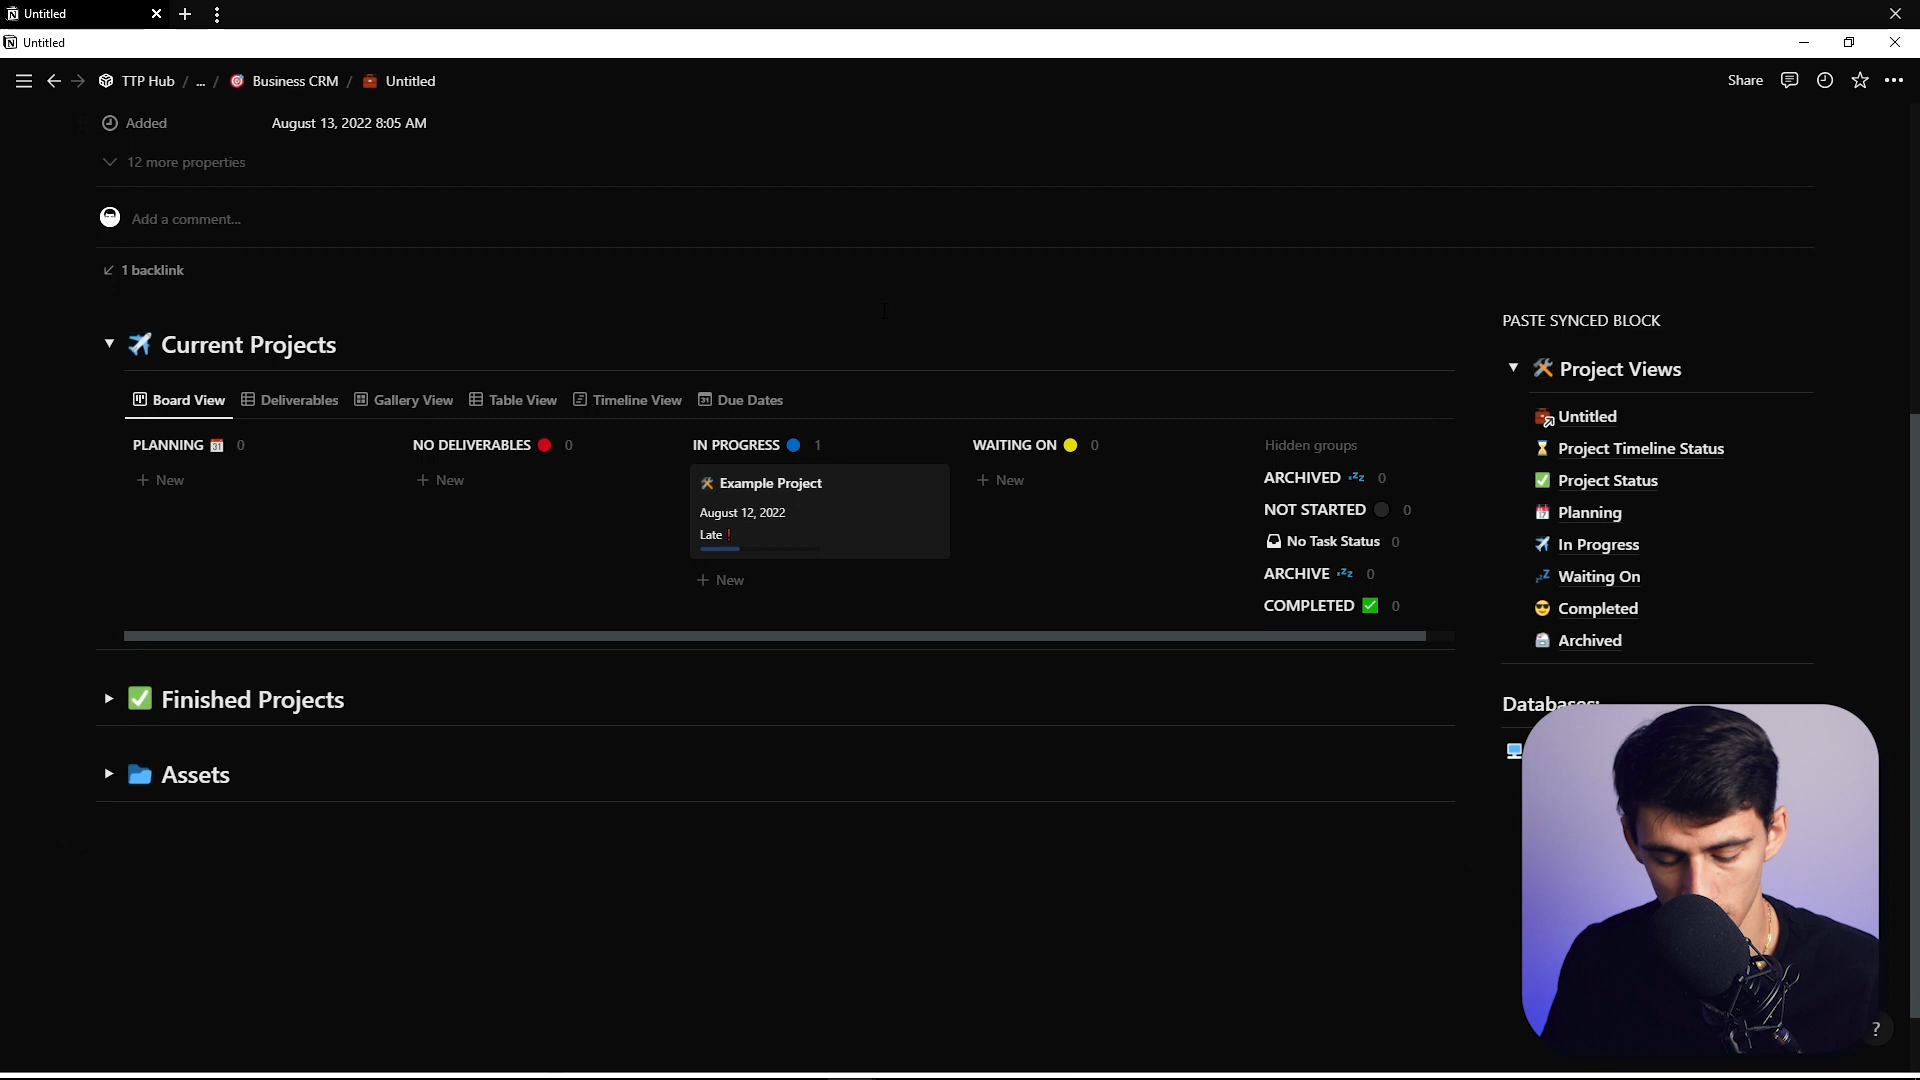 Untitled
Untitled
TTP Hub / ... / Business CRM / Untitled
Share
Added August 13, 2022 8:05 AM
12 more properties
Add a comment...
1 backlink
Current Projects
Board View Deliverables Gallery View Table View Timeline View Due Dates
PLANNING 0 NO DELIVERABLES 0 IN PROGRESS 1 WAITING ON 0 Hidden groups
+ New + New + New
Example Project
August 12, 2022
Late❗
+ New
ARCHIVED 0
NOT STARTED 0
No Task Status 0
ARCHIVE 0
COMPLETED 0
Finished Projects
Assets
PASTE SYNCED BLOCK
Project Views
Untitled
Project Timeline Status
Project Status
Planning
In Progress
Waiting On
Completed
Archived
Databases:
?